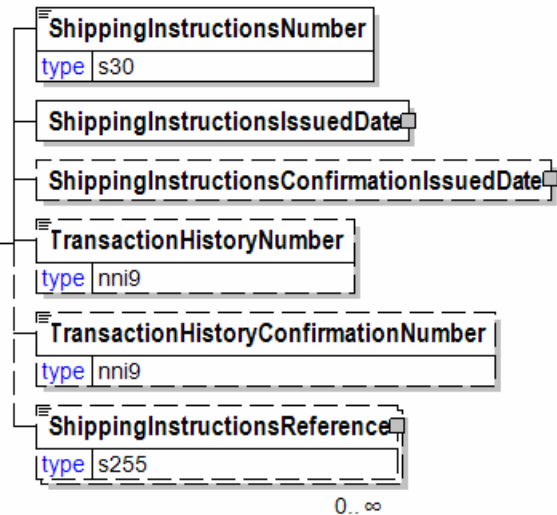 ShippingInstructionsNumber
type s30
ShippingInstructionsIssuedDate
ShippingInstructionsConfirmationIssuedDate
TransactionHistoryNumber
type nni9
TransactionHistoryConfirmationNumber
type nni9
ShippingInstructionsReference
type s255
0..∞